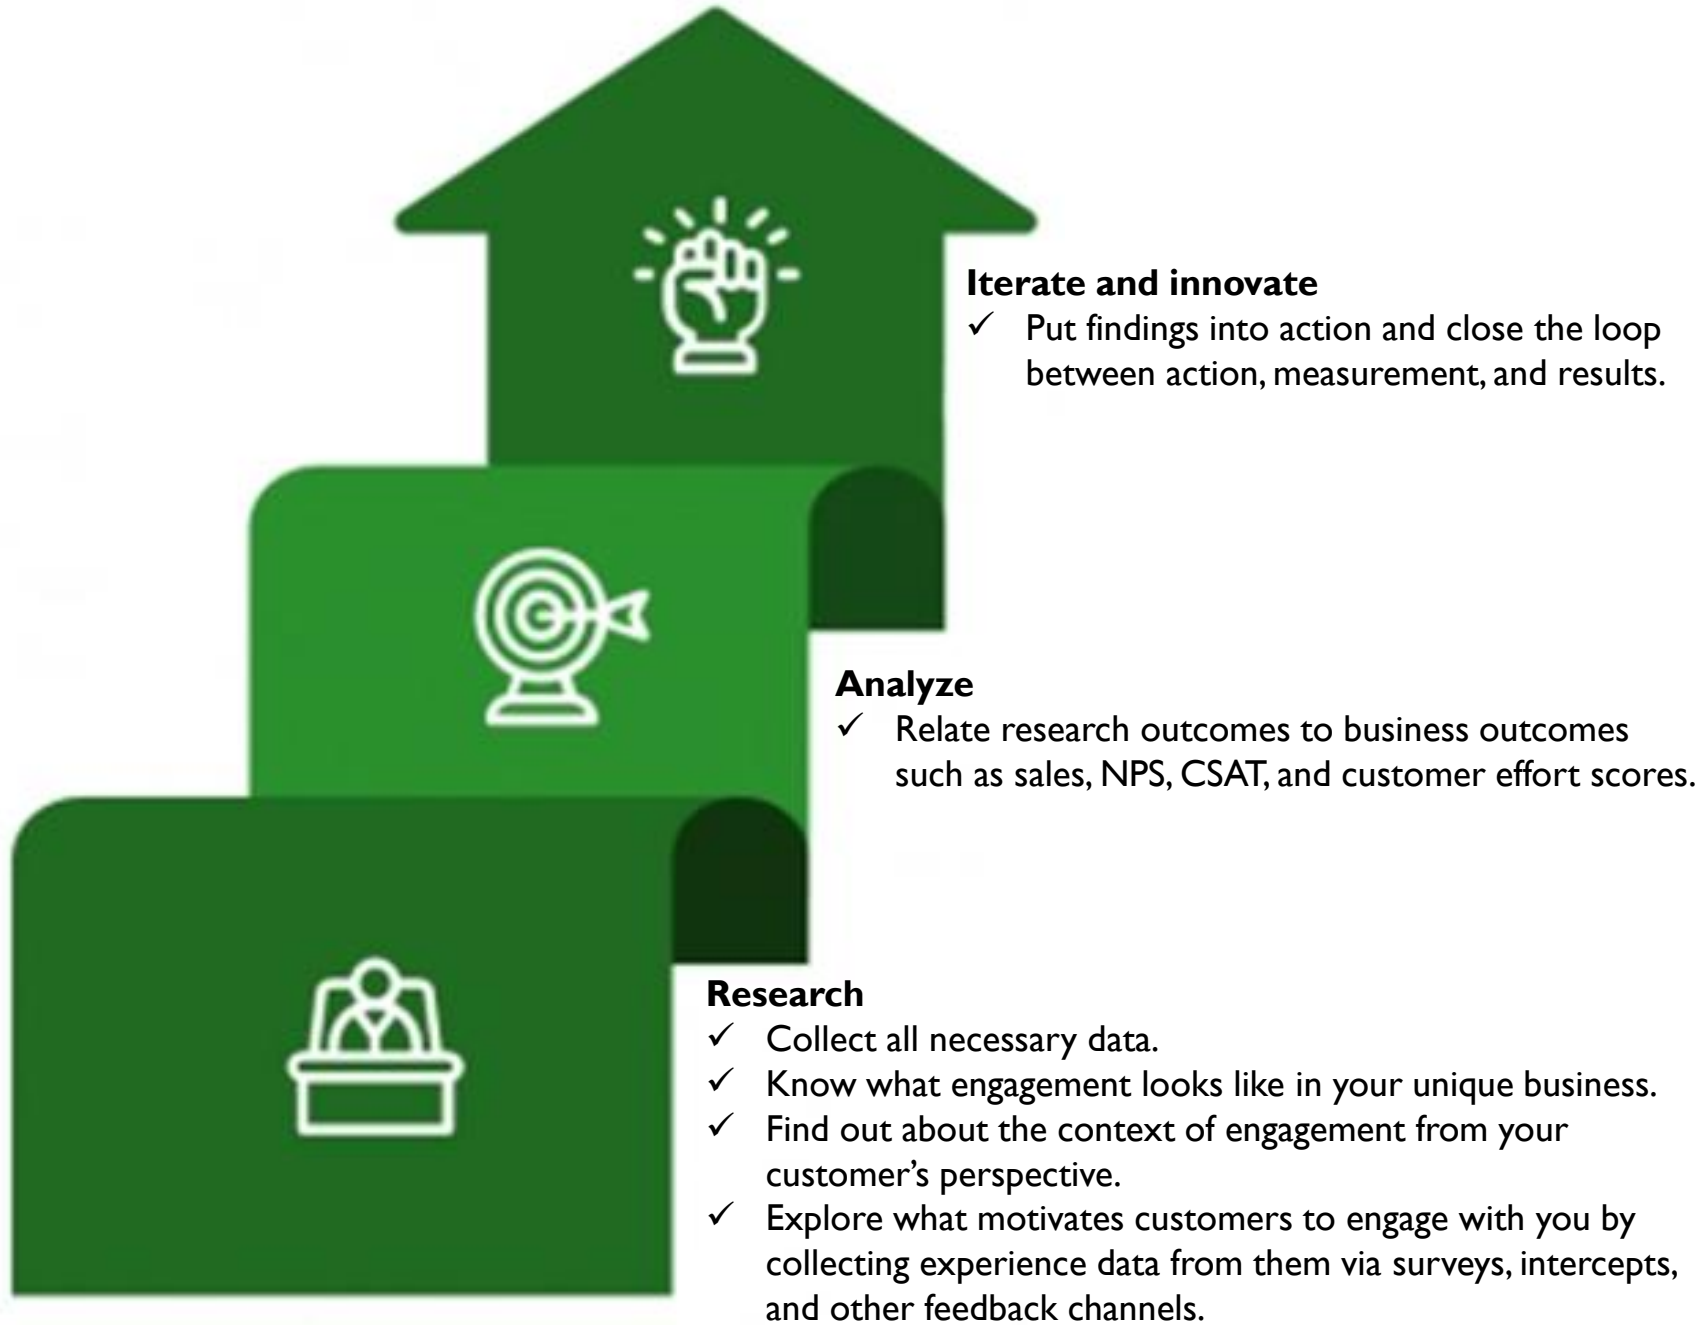 Iterate and innovate
✓ Put findings into action and close the loop
between action, measurement, and results.
Analyze
✓ Relate research outcomes to business outcomes
such as sales, NPS, CSAT, and customer effort scores.
Research
✓ Collect all necessary data.
✓ Know what engagement looks like in your unique business.
✓ Find out about the context of engagement from your
customer’s perspective.
✓ Explore what motivates customers to engage with you by
collecting experience data from them via surveys, intercepts,
and other feedback channels.